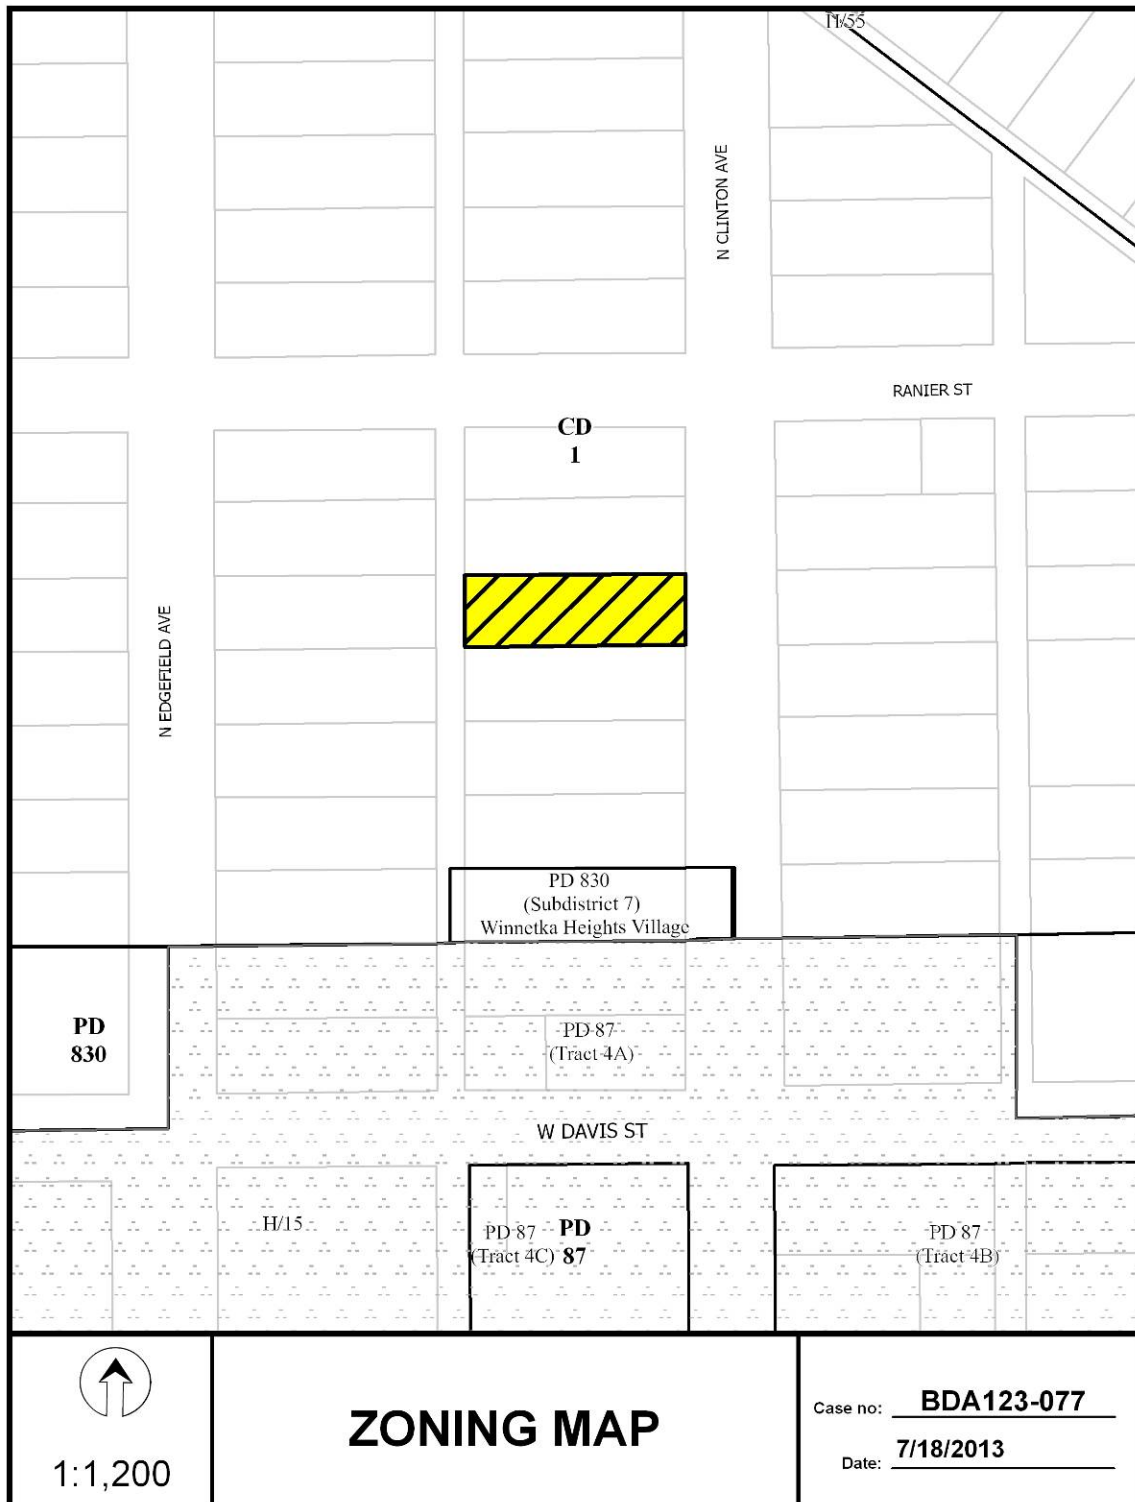 H/55
N CLINTON AVE
RANIER ST
CD
1
N EDGEFIELD AVE
PD 830
(Subdistrict 7)
Winnetka Heights Village
PD
830
PD 87
(Tract 4A)
W DAVIS ST
H/15
PD 87
(Tract 4C)
PD
87
PD 87
(Tract 4B)
1:1,200
ZONING MAP
Case no: BDA123-077
Date: 7/18/2013